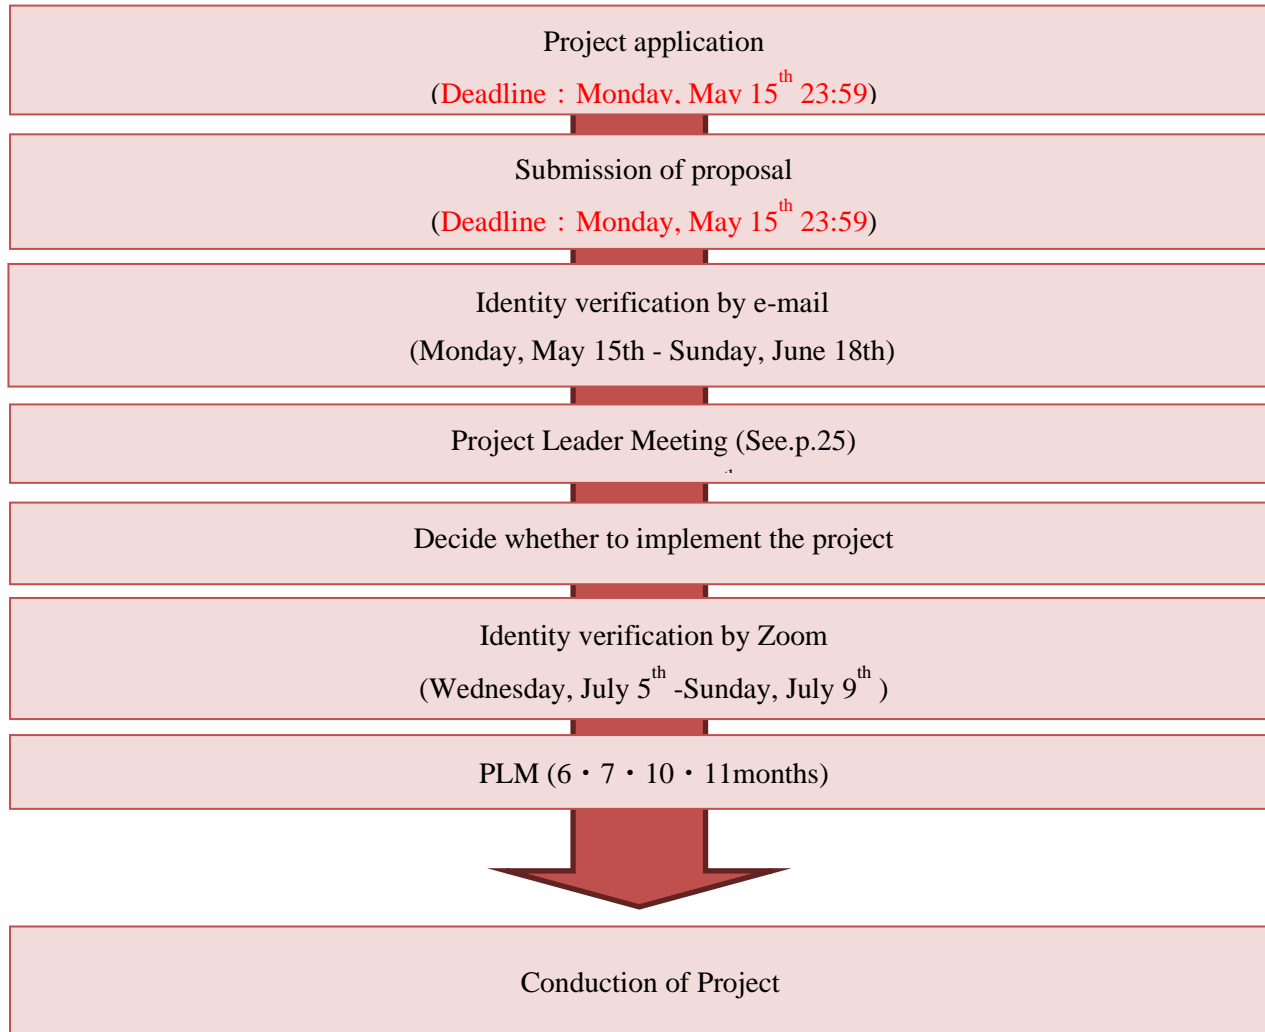 Project application
(Deadline：Monday, May 15th 23:59)
Submission of proposal
(Deadline：Monday, May 15th 23:59)
Identity verification by e-mail
(Monday, May 15th - Sunday, June 18th)
Project Leader Meeting (See.p.25)
th
Decide whether to implement the project
Identity verification by Zoom
(Wednesday, July 5th -Sunday, July 9th )
PLM (6・7・10・11months)
Conduction of Project